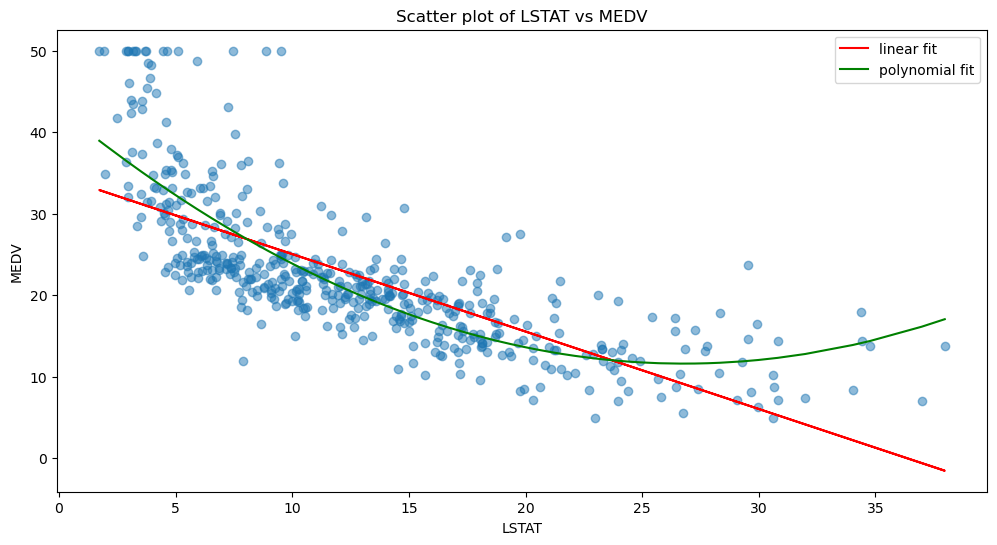 Scatter plot of LSTAT vs MEDV
linear fit
polynomial fit
50
40
30
20
10
0
MEDV
0 5 10 15 20 25 30 35
LSTAT